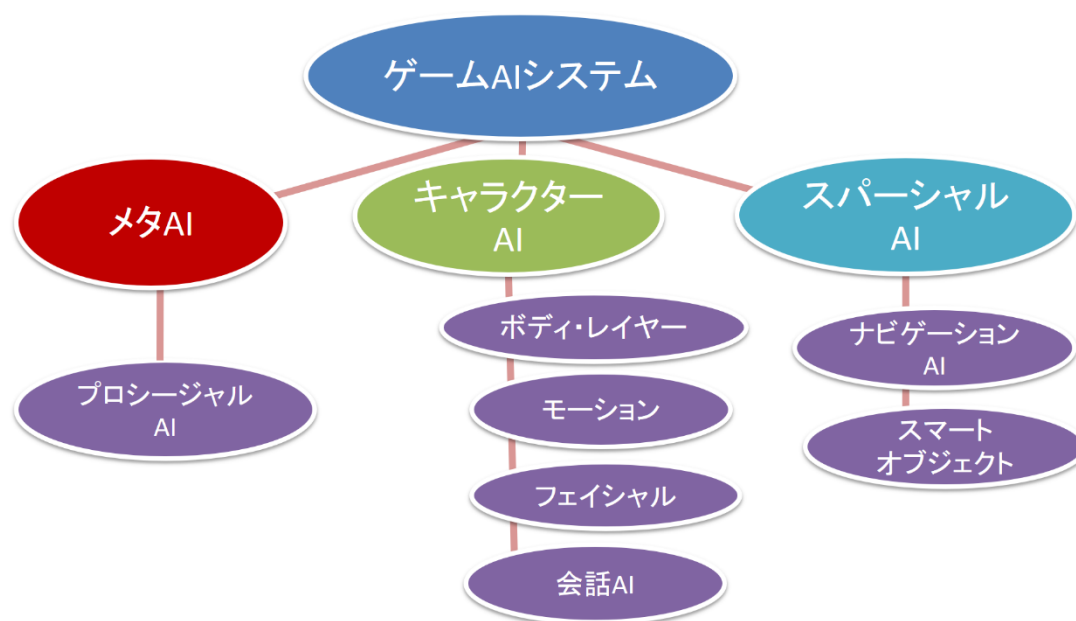 ゲームAIシステム
メタAI
キャラクター
AI
スパーシャル
AI
プロシージャル
AI
ボディ・レイヤー
モーション
フェイシャル
会話AI
ナビゲーション
AI
スマート
オブジェクト